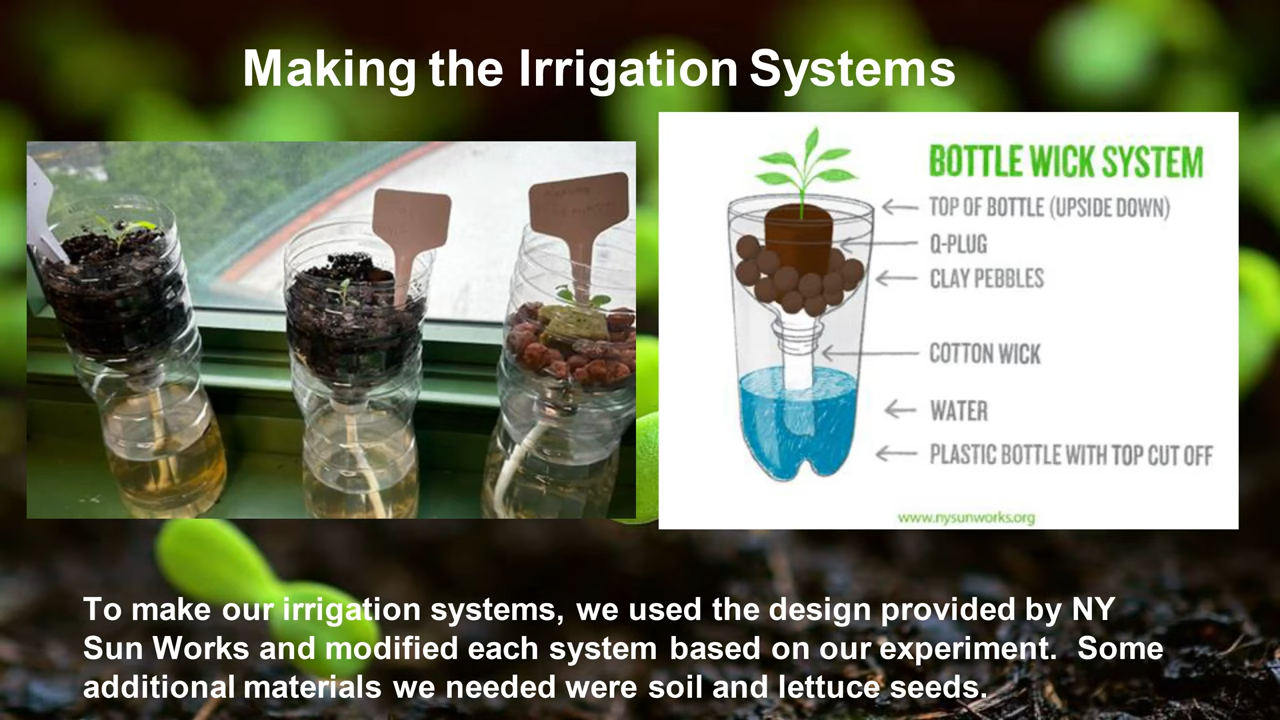 Making the Irrigation Systems
BOTTLE WICK SYSTEM
TOP OF BOTTLE (UPSIDE DOWN)
Q-PLUG
CLAY PEBBLES
COTTON WICK
WATER
PLASTIC BOTTLE WITH TOP CUT OFF
www.nysunworks.org
To make our irrigation systems, we used the design provided by NY
Sun Works and modified each system based on our experiment.  Some
additional materials we needed were soil and lettuce seeds.